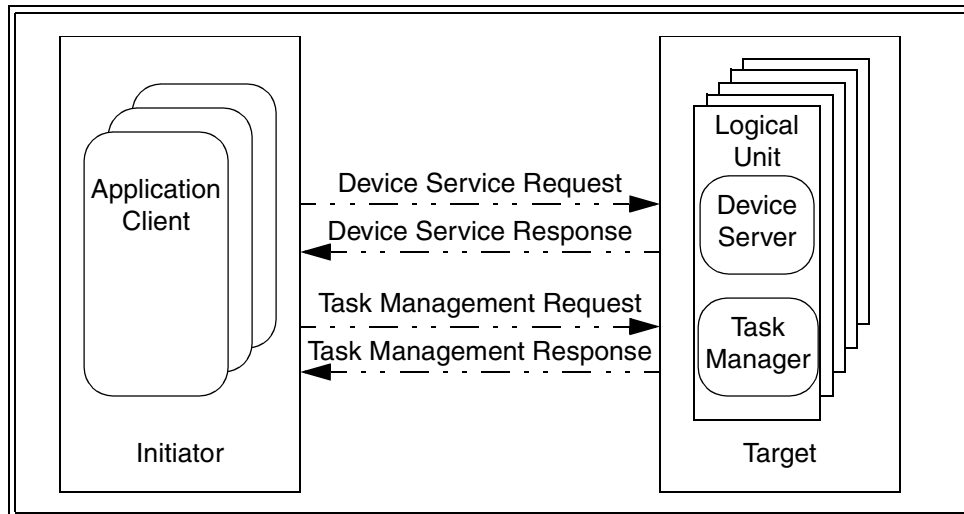 Application
Client
Initiator
Device Service Request
Device Service Response
Task Management Request
Task Management Response
Logical
Unit
Device
Server
Task
Manager
Target